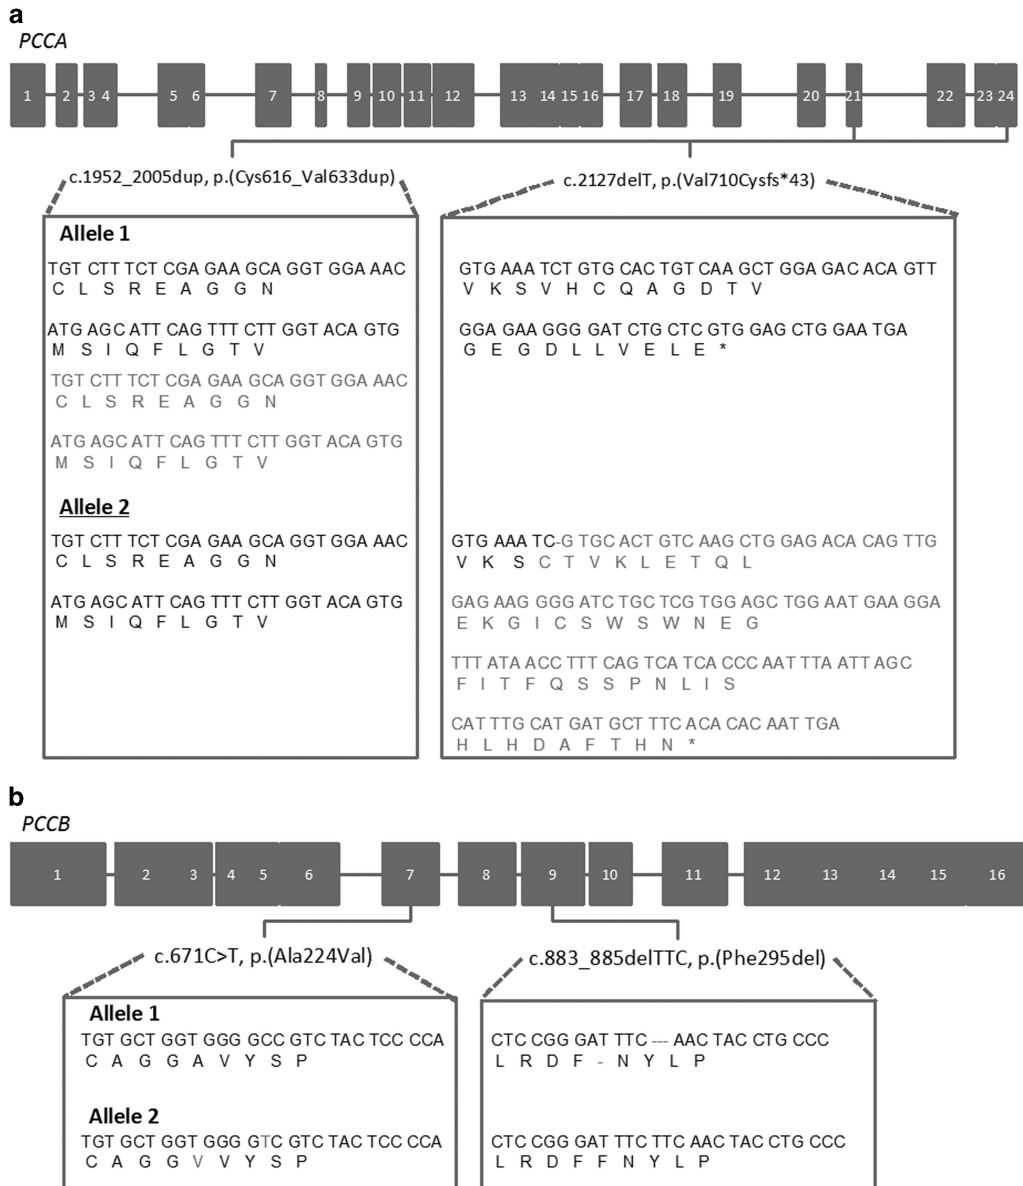 a
PCCA
1 2 3 4 5 6 7 8 9 10 11 12 13 14 15 16 17 18 19 20 21 22 23 24
c.1952_2005dup, p.(Cys616_Val633dup)
c.2127delT, p.(Val710Cysfs*43)
Allele 1
TGT CTT TCT CGA GAA GCA GGT GGA AAC
C L S R E A G G N
ATG AGC ATT CAG TTT CTT GGT ACA GTG
M S I Q F L G T V
TGT CTT TCT CGA GAA GCA GGT GGA AAC
C L S R E A G G N
ATG AGC ATT CAG TTT CTT GGT ACA GTG
M S I Q F L G T V
Allele 2
TGT CTT TCT CGA GAA GCA GGT GGA AAC
C L S R E A G G N
ATG AGC ATT CAG TTT CTT GGT ACA GTG
M S I Q F L G T V
GTG AAA TCT GTG CAC TGT CAA GCT GGA GAC ACA GTT
V K S V H C Q A G D T V
GGA GAA GGG GAT CTG CTC GTG GAG CTG GAA TGA
G E G D L L V E L E *
GTG AAA TC-G TGC ACT GTC AAG CTG GAG ACA CAG TTG
V K S C T V K L E T Q L
GAG AAG GGG ATC TGC TCG TGG AGC TGG AAT GAA GGA
E K G I C S W S W N E G
TTT ATA ACC TTT CAG TCA TCA CCC AAT TTA ATT AGC
F I T F Q S S P N L I S
CAT TTG CAT GAT GCT TTC ACA CAC AAT TGA
H L H D A F T H N *
b
PCCB
1 2 3 4 5 6 7 8 9 10 11 12 13 14 15 16
c.671C>T, p.(Ala224Val)
c.883_885delTTC, p.(Phe295del)
Allele 1
TGT GCT GGT GGG GCC GTC TAC TCC CCA
C A G G A V Y S P
Allele 2
TGT GCT GGT GGG GTC GTC TAC TCC CCA
C A G G V V Y S P
CTC CCG GAT TTC --- AAC TAC CTG CCC
L R D F - N Y L P
CTC CCG GAT TTC TTC AAC TAC CTG CCC
L R D F F N Y L P